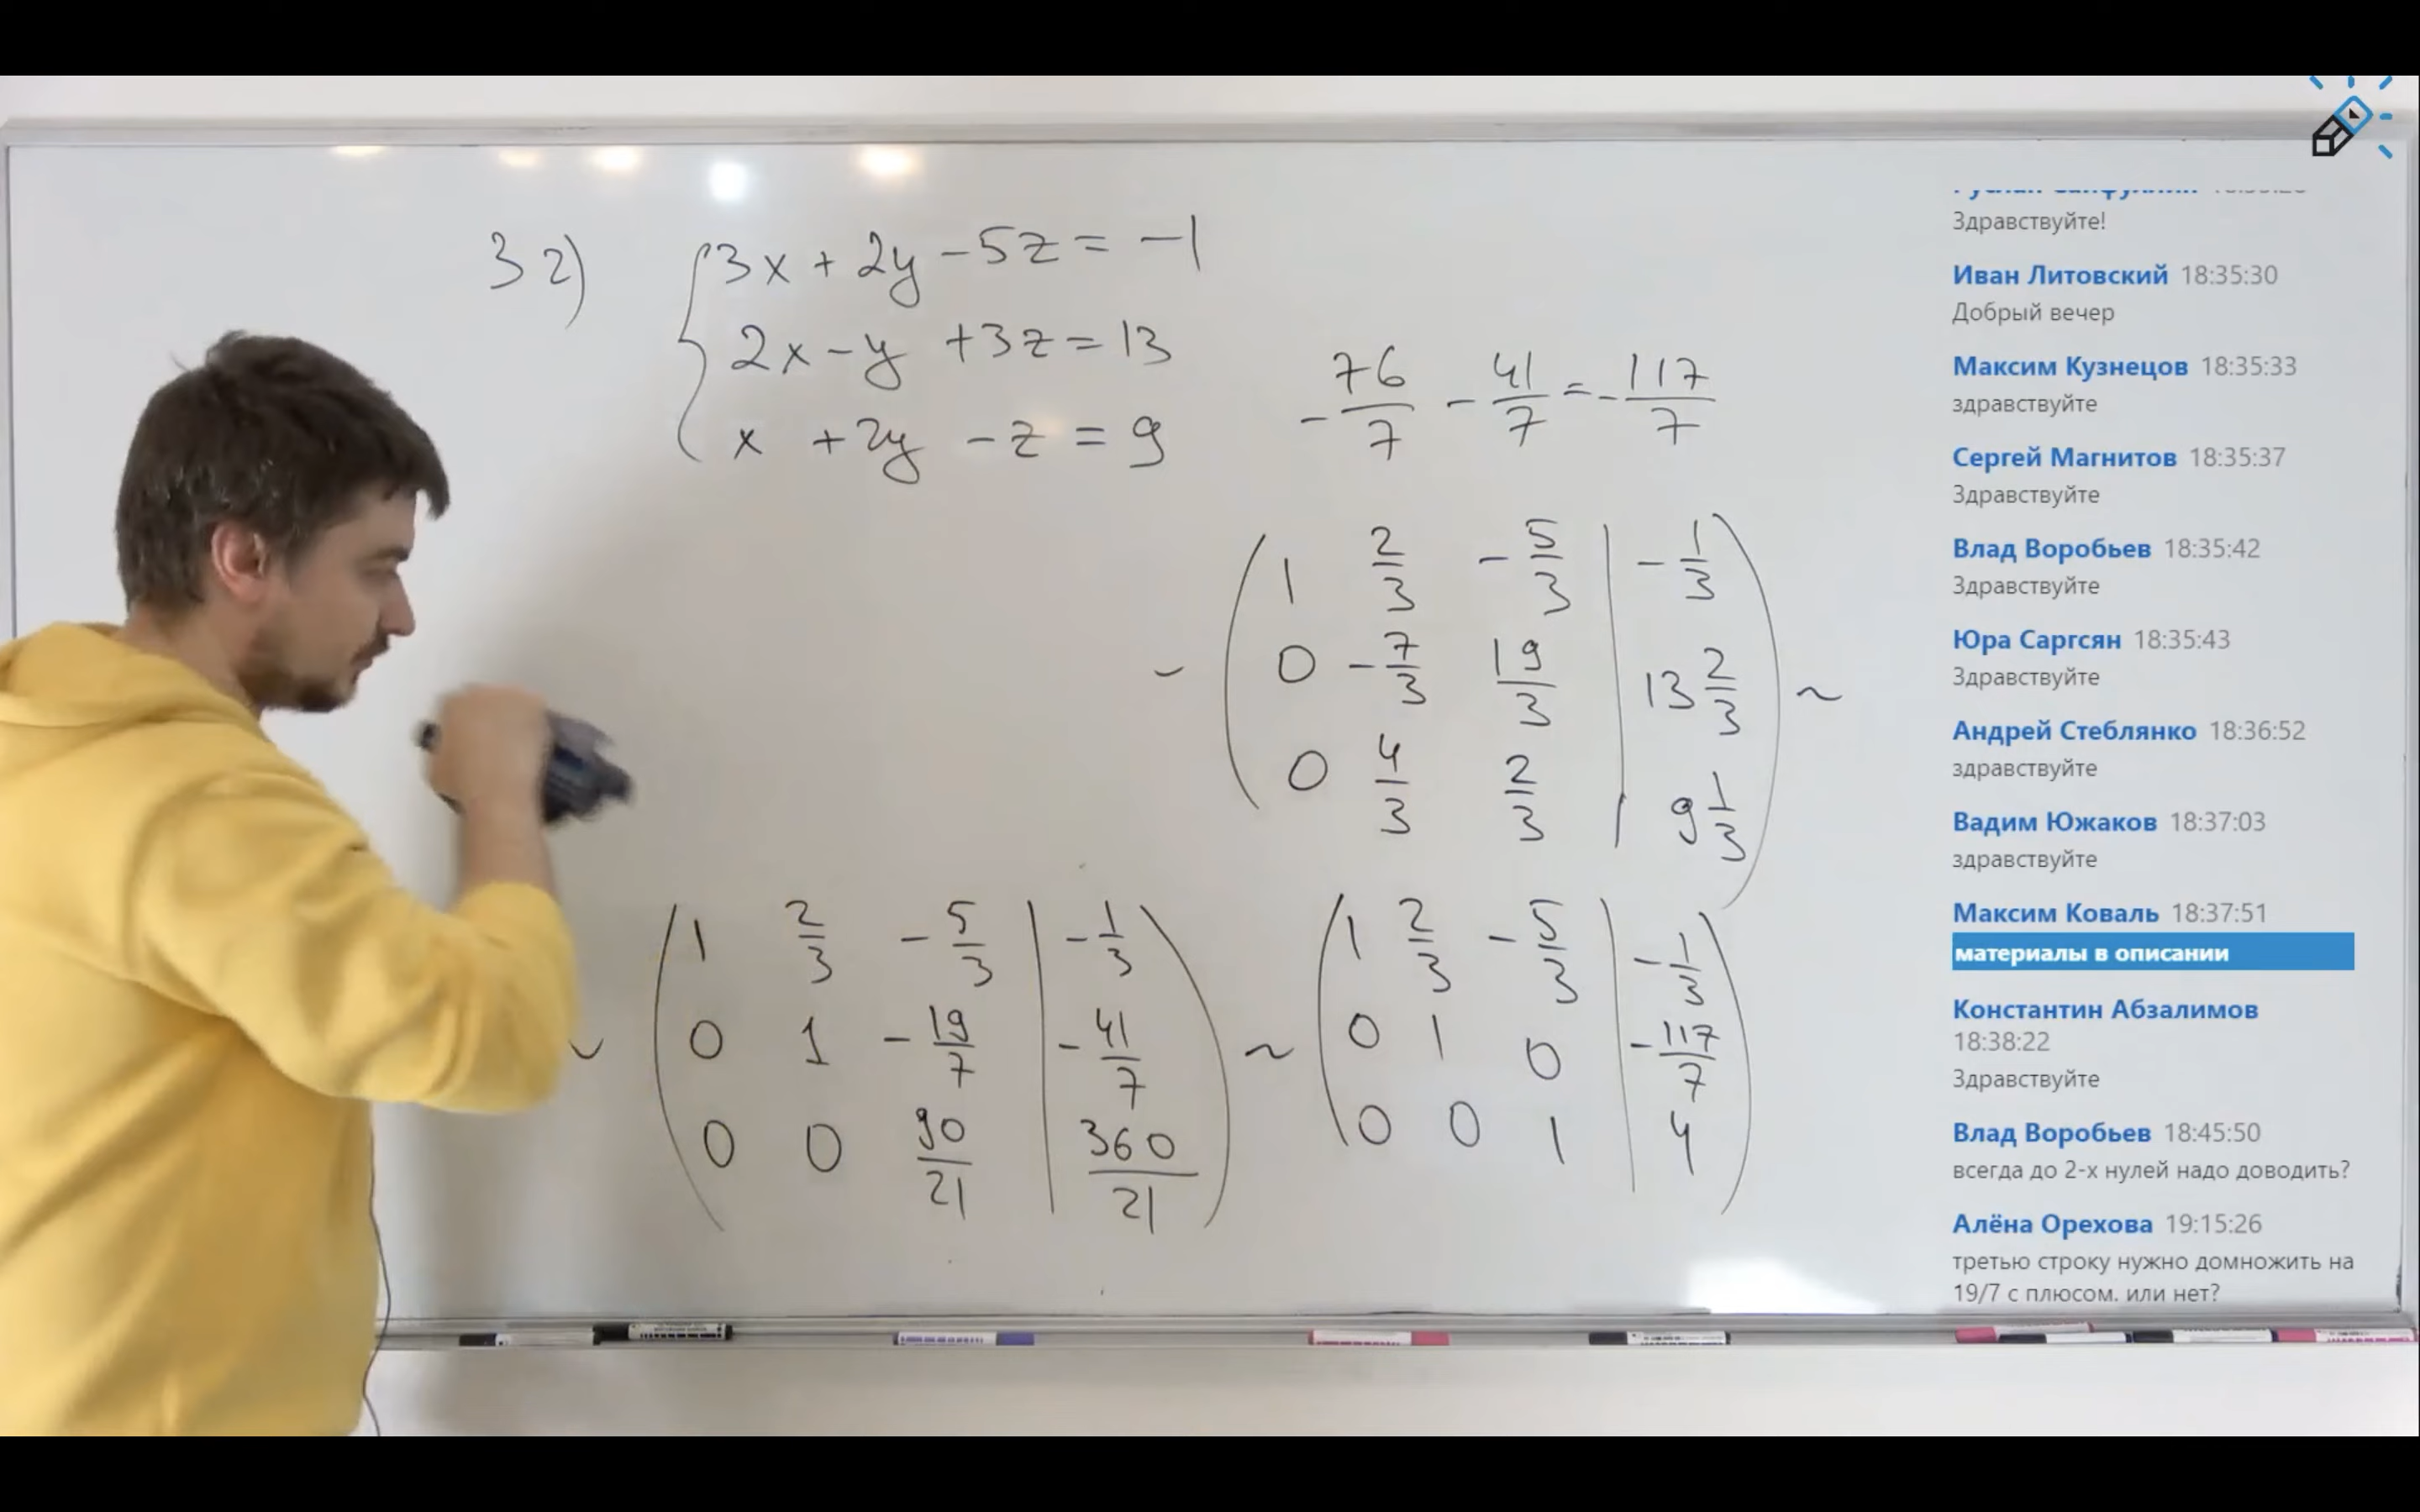 3 2)
3x + 2y - 5z = -1
2x - y + 3z = 13
x + 2y - z = 9
- 76/7 - 41/7 = - 117/7
~ ( 1 2/3 - 5/3 | - 1/3
0 - 7/3 19/3 | 13 2/3
0 4/3 2/3 | 9 1/3 ) ~
~ ( 1 2/3 - 5/3 | - 1/3
0 1 - 19/7 | - 41/7
0 0 90/21 | 360/21 )
~ ( 1 2/3 - 5/3 | - 1/3
0 1 0 | - 117/7
0 0 1 | 4 )
Здравствуйте!
Иван Литовский 18:35:30
Добрый вечер
Максим Кузнецов 18:35:33
здравствуйте
Сергей Магнитов 18:35:37
Здравствуйте
Влад Воробьев 18:35:42
Здравствуйте
Юра Саргсян 18:35:43
Здравствуйте
Андрей Стеблянко 18:36:52
здравствуйте
Вадим Южаков 18:37:03
здравствуйте
Максим Коваль 18:37:51
материалы в описании
Константин Абзалимов
18:38:22
Здравствуйте
Влад Воробьев 18:45:50
всегда до 2-х нулей надо доводить?
Алёна Орехова 19:15:26
третью строку нужно домножить на
19/7 с плюсом. или нет?